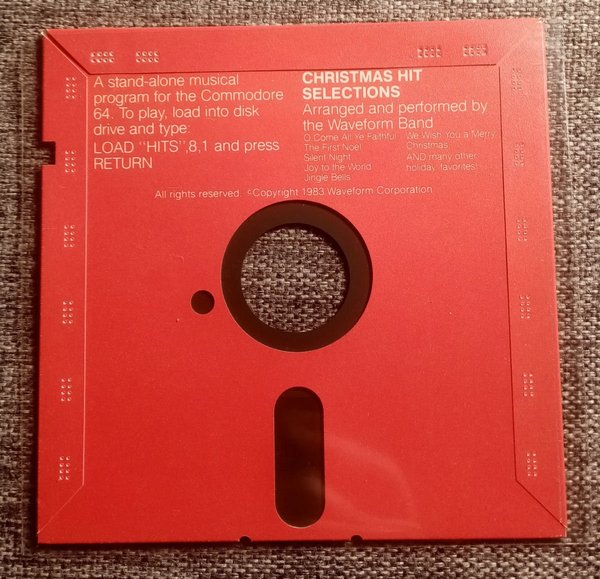 A stand-alone musical
program for the Commodore
64. To play, load into disk
drive and type:
LOAD "HITS",8,1 and press
RETURN
CHRISTMAS HIT
SELECTIONS
Arranged and performed by
the Waveform Band
O Come All Ye Faithful
The First Noel
Silent Night
Joy to the World
Jingle Bells
We Wish You a Merry
Christmas
AND many other
holiday favorites!
All rights reserved. ©Copyright 1983 Waveform Corporation